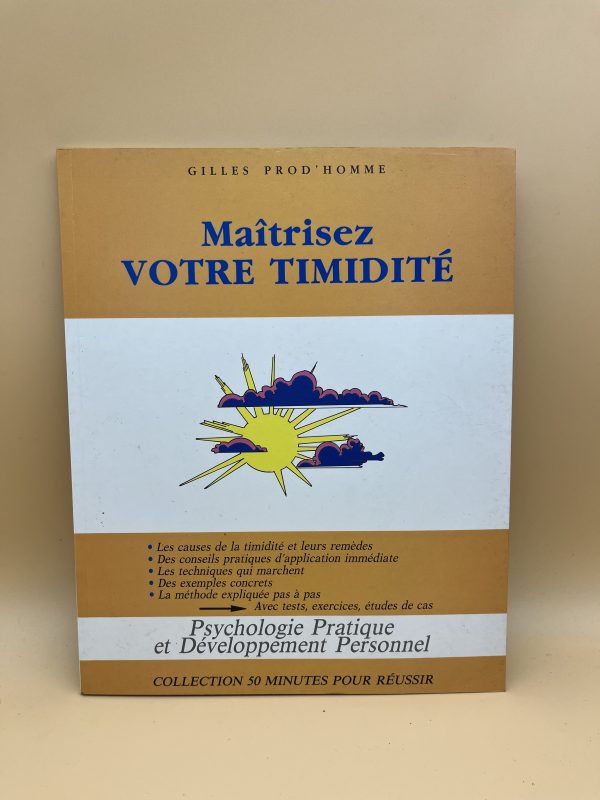 GILLES PROD'HOMME
Maîtrisez
VOTRE TIMIDITÉ
• Les causes de la timidité et leurs remèdes
• Des conseils pratiques d'application immédiate
• Les techniques qui marchent
• Des exemples concrets
• La méthode expliquée pas à pas
Avec tests, exercices, études de cas
Psychologie Pratique
et Développement Personnel
COLLECTION 50 MINUTES POUR RÉUSSIR